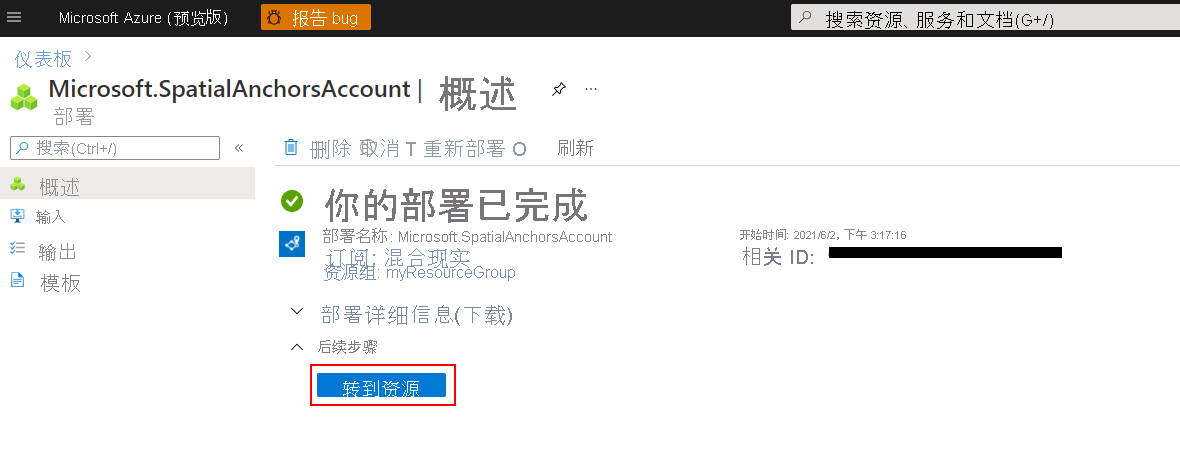 Microsoft Azure (预览版) 报告 bug 搜索资源、服务和文档(G+/)
仪表板
Microsoft.SpatialAnchorsAccount | 概述 ...
部署
搜索(Ctrl+/) «
删除 取消 T 重新部署 O 刷新
概述
输入
输出
模板
你的部署已完成
部署名称: Microsoft.SpatialAnchorsAccount
订阅: 混合现实
资源组: myResourceGroup
开始时间: 2021/6/2, 下午 3:17:16
相关 ID:
部署详细信息(下载)
后续步骤
转到资源